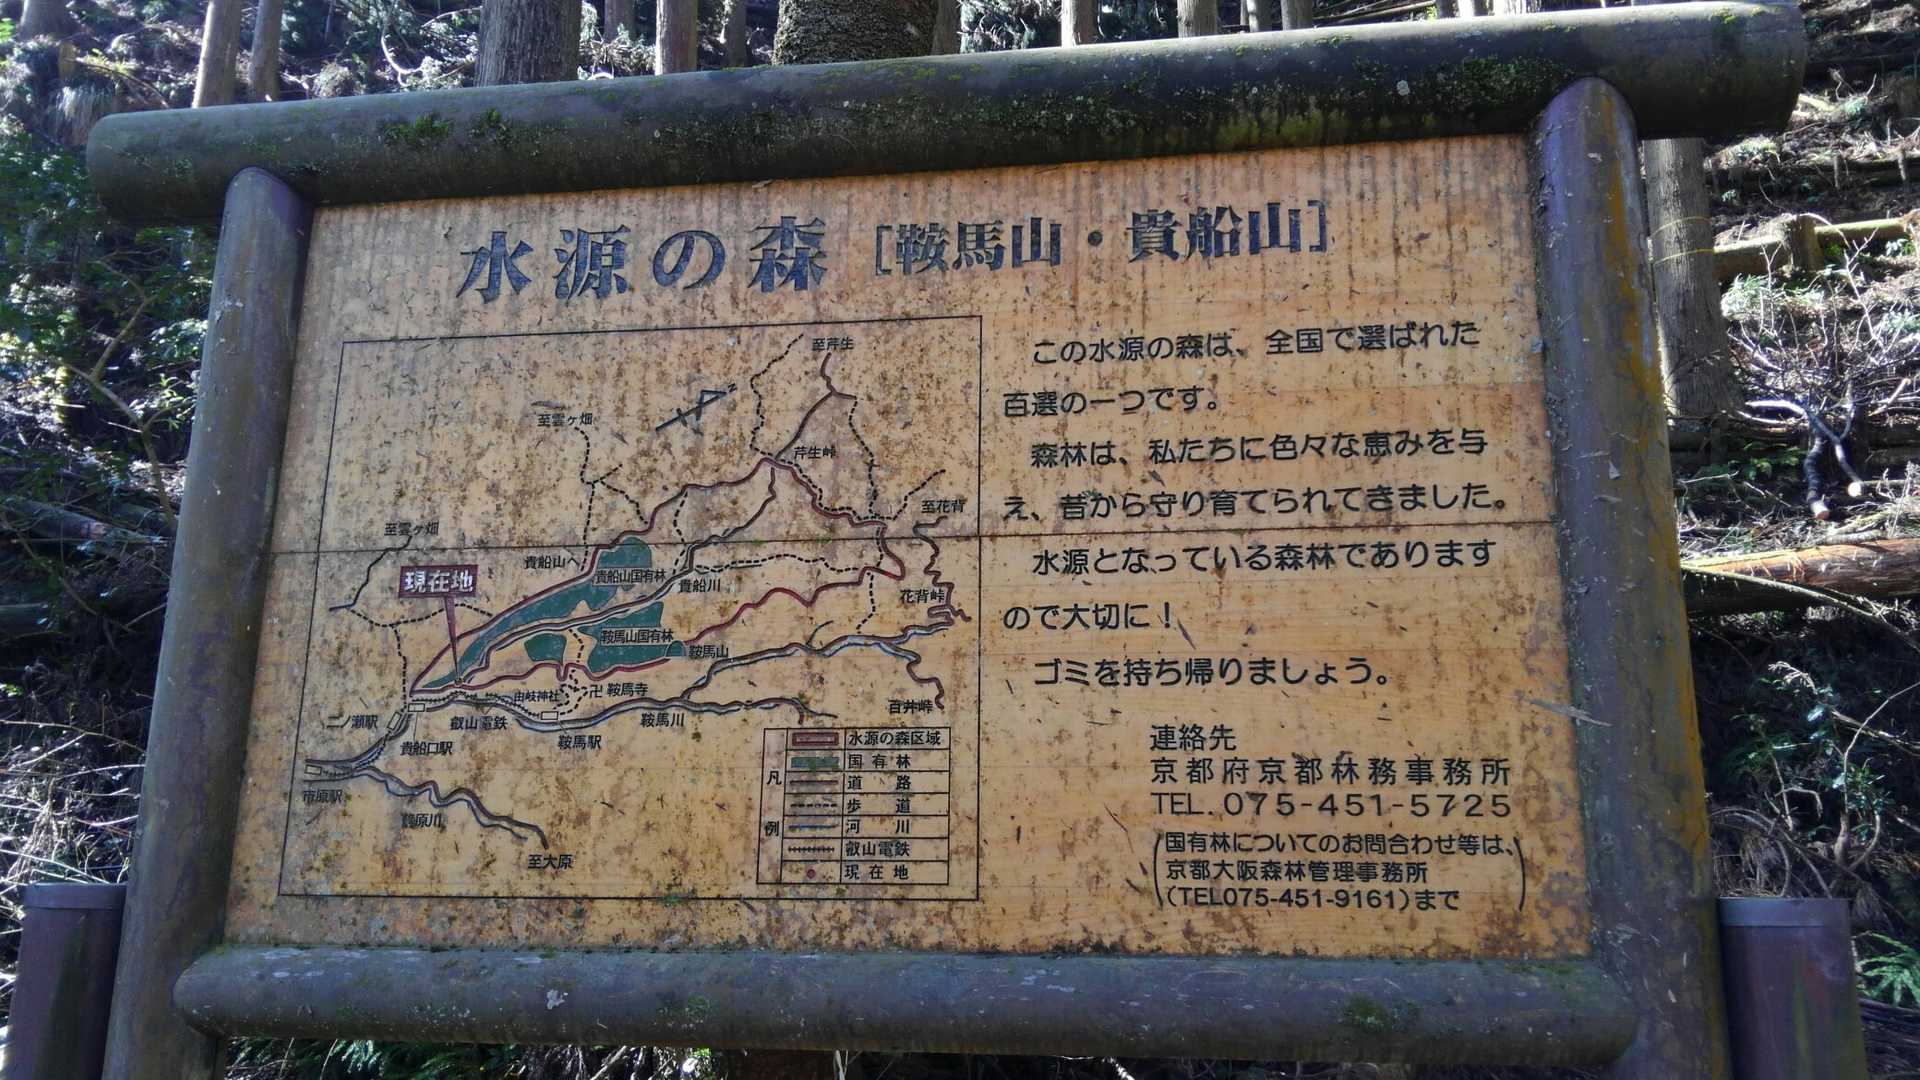 水源の森 [鞍馬山・貴船山]
この水源の森は、全国で選ばれた
百選の一つです。
森林は、私たちに色々な恵みを与
え、昔から守り育てられてきました。
水源となっている森林であります
ので大切に!
ゴミを持ち帰りましょう。
連絡先
京都府京都林務事務所
TEL.075-451-5725
(国有林についてのお問合わせ等は、
京都大阪森林管理事務所
(TEL075-451-9161)まで)
至芹生
N
至雲ヶ畑
芹生峠
至花背
至雲ヶ畑
貴船山へ
貴船山国有林
貴船川
現在地
花背峠
鞍馬山国有林
鞍馬山
由岐神社
卍鞍馬寺
百井峠
二ノ瀬駅
叡山電鉄
鞍馬川
貴船口駅
鞍馬駅
市原駅
至大原
凡例
水源の森区域
国有林
道路
歩道
河川
叡山電鉄
現在地